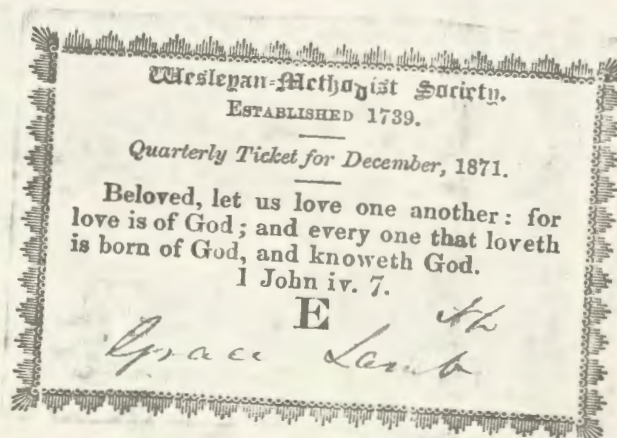 Wesleyan-Methodist Society.
ESTABLISHED 1739.
Quarterly Ticket for December, 1871.
Beloved, let us love one another: for
love is of God; and every one that loveth
is born of God, and knoweth God.
1 John iv. 7.
E
Grace Lamb